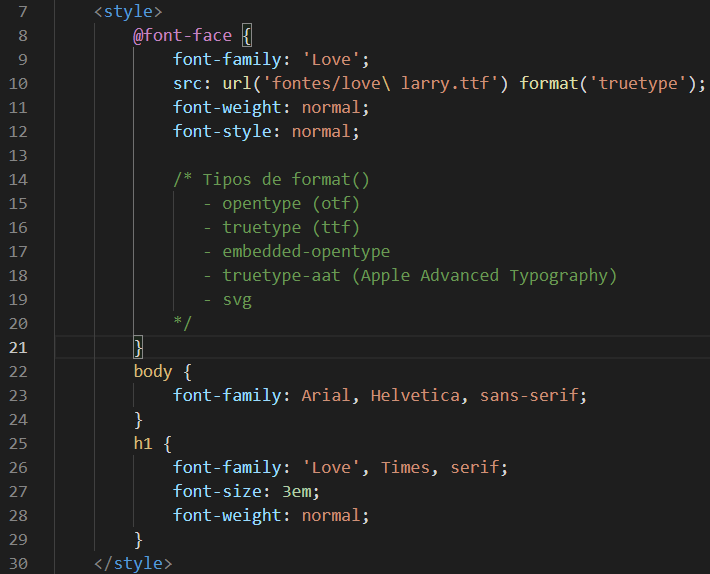 7 <style>
8 @font-face {
9 font-family: 'Love';
10 src: url('fontes/love\ larry.ttf') format('truetype');
11 font-weight: normal;
12 font-style: normal;
13
14 /* Tipos de format()
15 - opentype (otf)
16 - truetype (ttf)
17 - embedded-opentype
18 - truetype-aat (Apple Advanced Typography)
19 - svg
20 */
21 }
22 body {
23 font-family: Arial, Helvetica, sans-serif;
24 }
25 h1 {
26 font-family: 'Love', Times, serif;
27 font-size: 3em;
28 font-weight: normal;
29 }
30 </style>